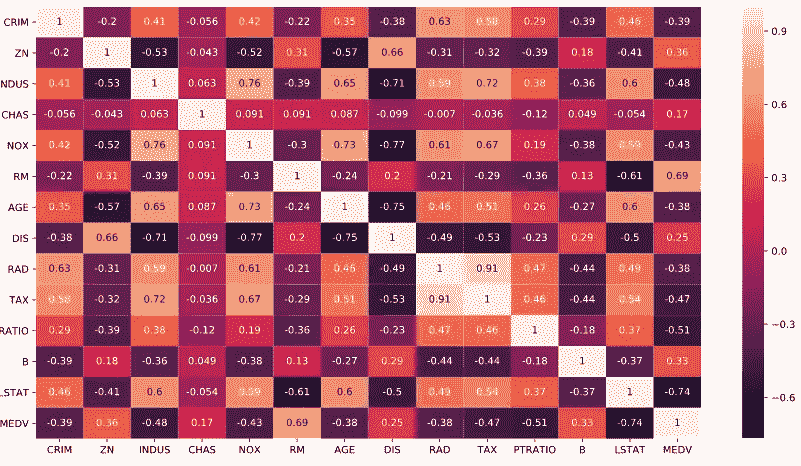 CRIM 1 -0.2 0.41 -0.056 0.42 -0.22 0.35 -0.38 0.63 0.58 0.29 -0.39 0.46 -0.39 0.9
ZN -0.2 1 -0.53 -0.043 -0.52 0.31 -0.57 0.66 -0.31 -0.32 -0.39 0.18 -0.41 0.36
NDUS 0.41 -0.53 1 0.063 0.76 -0.39 0.65 -0.71 0.59 0.72 0.38 -0.36 0.6 -0.48 0.6
CHAS -0.056 -0.043 0.063 1 0.091 0.091 0.087 -0.099 -0.007 -0.036 -0.12 0.049 -0.054 0.17
NOX 0.42 -0.52 0.76 0.091 1 -0.3 0.73 -0.77 0.61 0.67 0.19 -0.38 0.59 -0.43
RM -0.22 0.31 -0.39 0.091 -0.3 1 -0.24 0.2 -0.21 -0.29 -0.36 0.13 -0.61 0.69 0.3
AGE 0.35 -0.57 0.65 0.087 0.73 -0.24 1 -0.75 0.46 0.51 0.26 -0.27 0.6 -0.38
DIS -0.38 0.66 -0.71 -0.099 -0.77 0.2 -0.75 1 -0.49 -0.53 -0.23 0.29 -0.5 0.25 0.0
RAD 0.63 -0.31 0.59 -0.007 0.61 -0.21 0.46 -0.49 1 0.91 0.47 -0.44 0.49 -0.38
TAX 0.58 -0.32 0.72 -0.036 0.67 -0.29 0.51 -0.53 0.91 1 0.46 -0.44 0.54 -0.47
RATIO 0.29 -0.39 0.38 -0.12 0.19 -0.36 0.26 -0.23 0.47 0.46 1 -0.18 0.37 -0.51 -0.3
B -0.39 0.18 -0.36 0.049 -0.38 0.13 -0.27 0.29 -0.44 -0.44 -0.18 1 -0.37 0.33
LSTAT 0.46 -0.41 0.6 -0.054 0.59 -0.61 0.6 -0.5 0.49 0.54 0.37 -0.37 1 -0.74 -0.6
MEDV -0.39 0.36 -0.48 0.17 -0.43 0.69 -0.38 0.25 -0.38 -0.47 -0.51 0.33 -0.74 1
CRIM ZN INDUS CHAS NOX RM AGE DIS RAD TAX PTRATIO B LSTAT MEDV